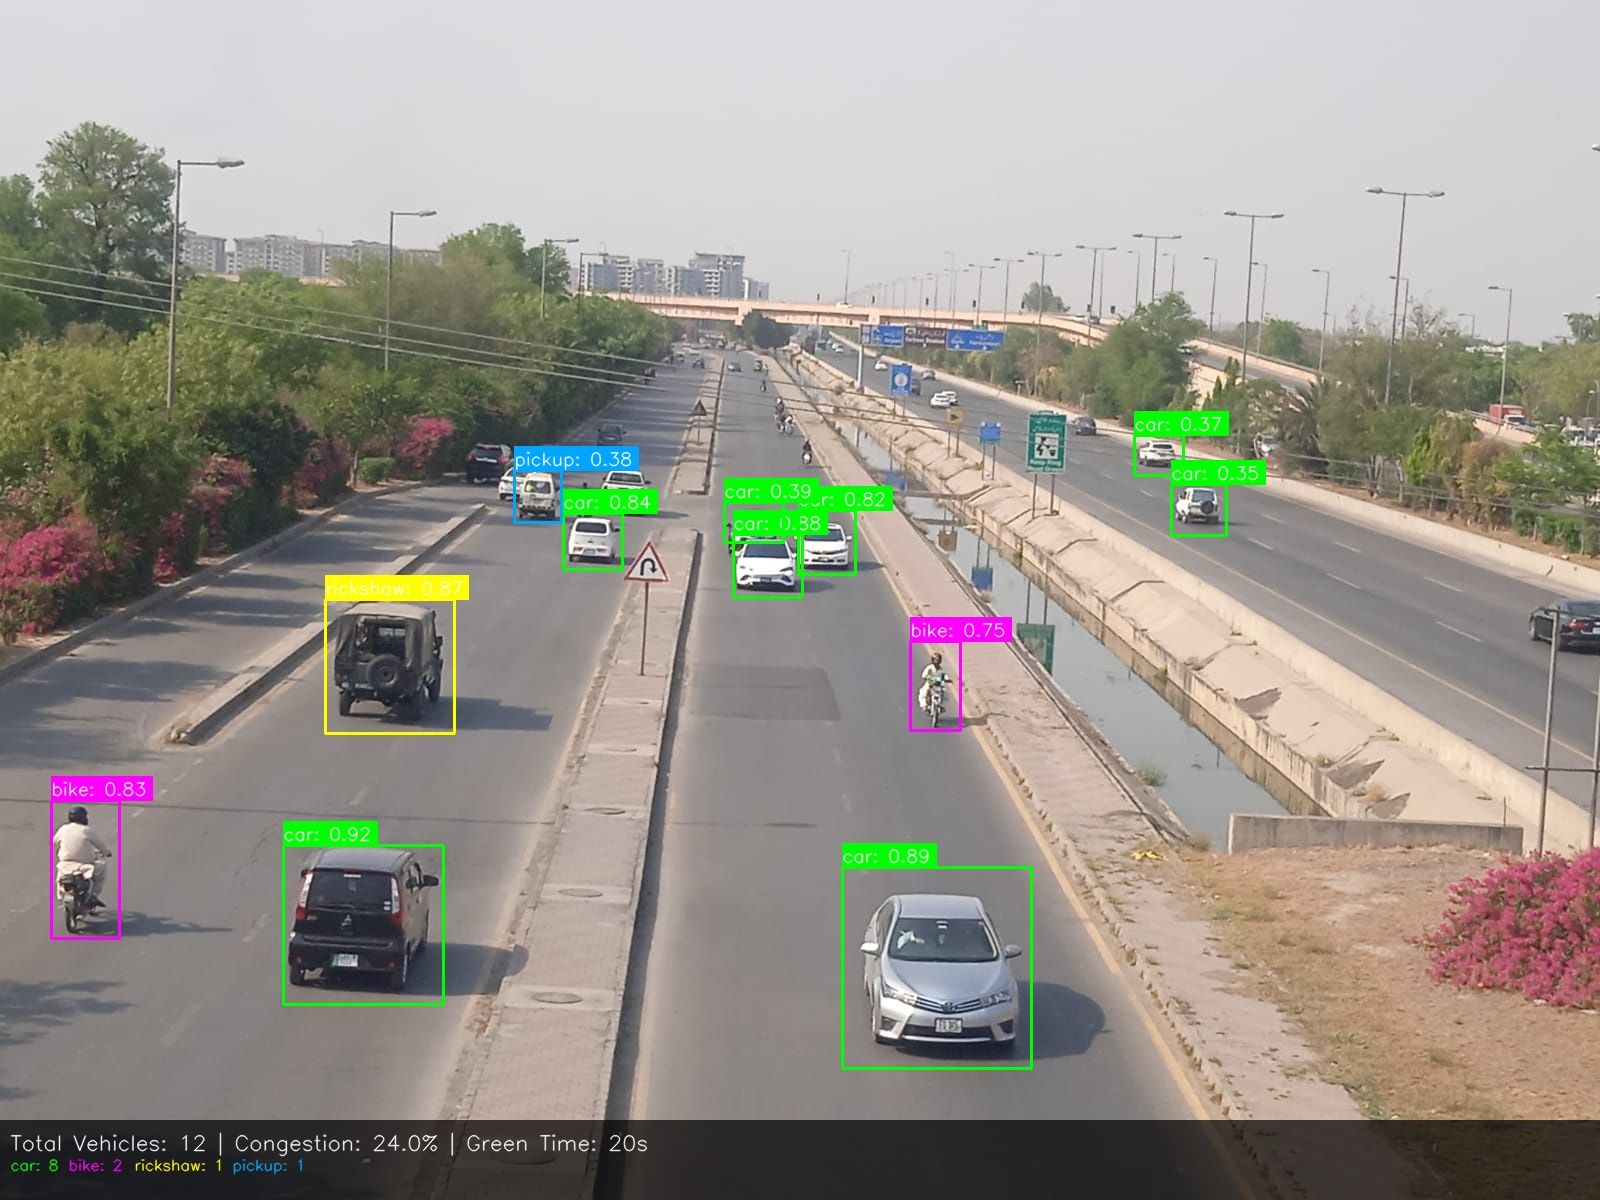 car: 0.37
pickup: 0.38
car: 0.35
car: 0.84
car: 0.39
car: 0.82
car: 0.88
rickshaw: 0.87
bike: 0.75
bike: 0.83
car: 0.92
car: 0.89
Total Vehicles: 12 | Congestion: 24.0% | Green Time: 20s
car: 8 bike: 2 rickshaw: 1 pickup: 1